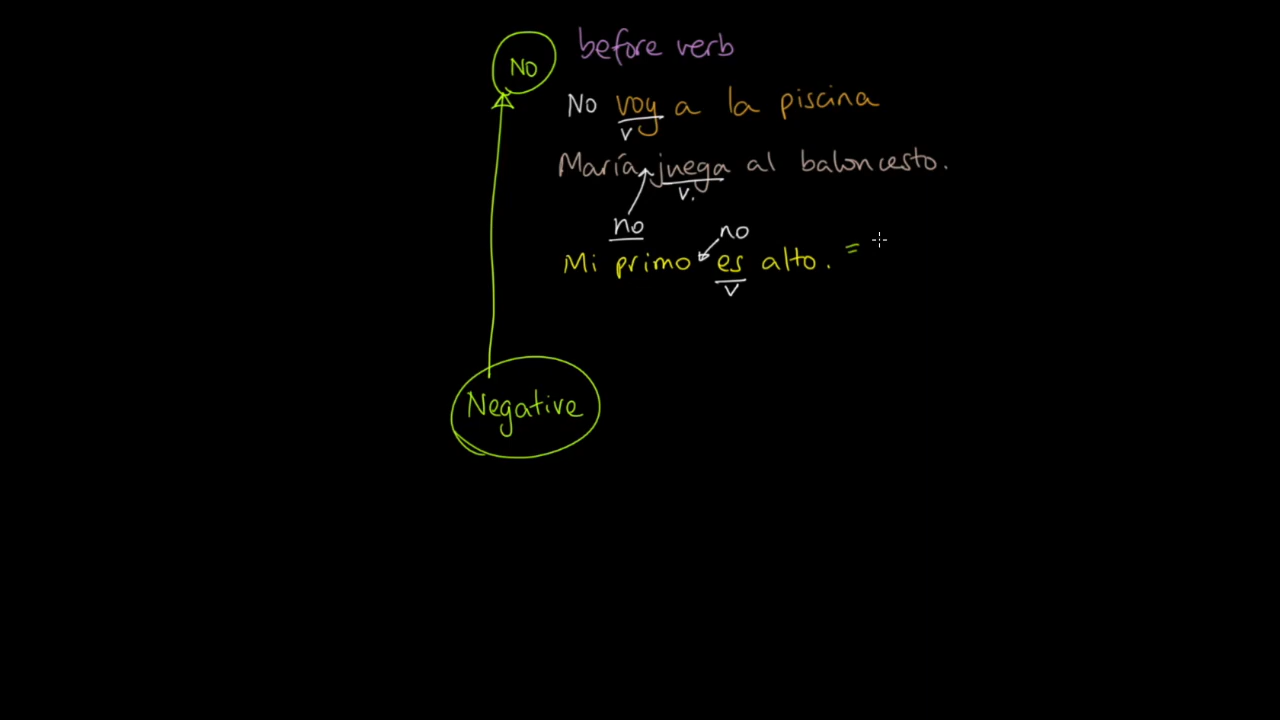 NO before verb
No voy a la piscina
v
María juega al baloncesto.
v.
no
no
Mi primo es alto. =
v
Negative